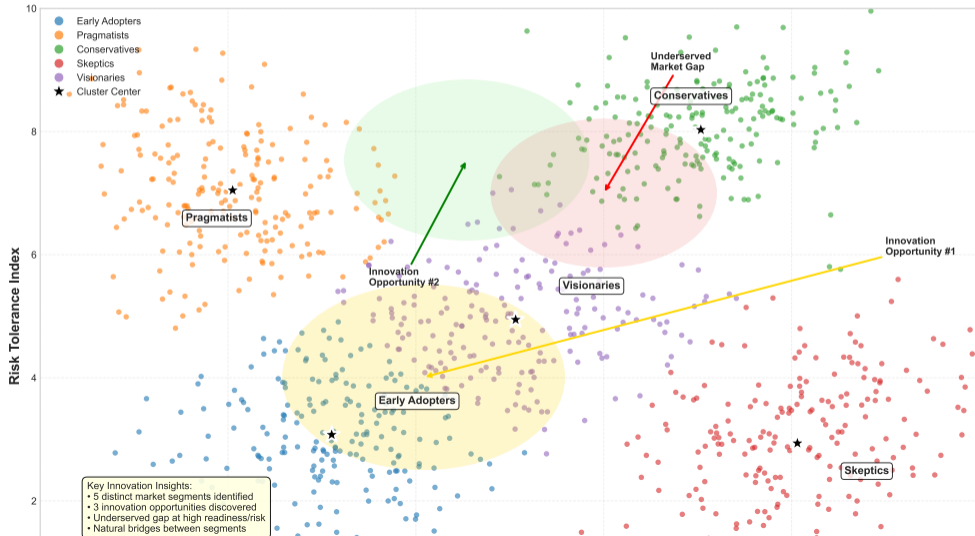 10
8
6
4
2
Risk Tolerance Index
Early Adopters
Pragmatists
Conservatives
Skeptics
Visionaries
Cluster Center
Underserved
Market Gap
Conservatives
Pragmatists
Innovation
Opportunity #1
Innovation
Opportunity #2
Visionaries
Early Adopters
Skeptics
Key Innovation Insights:
• 5 distinct market segments identified
• 3 innovation opportunities discovered
• Underserved gap at high readiness/risk
• Natural bridges between segments